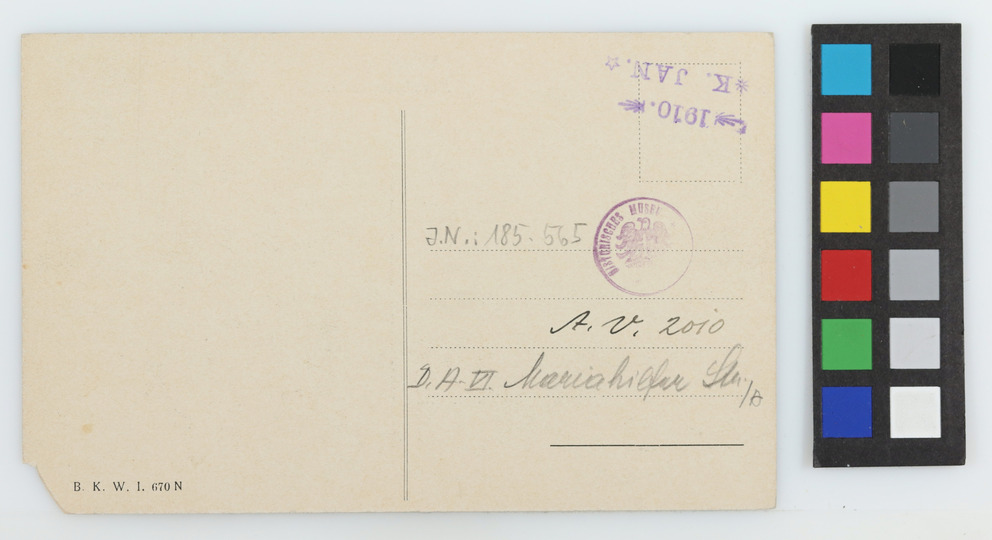 K. JAN.
1910.
HISTORISCHES MUSEUM
J.N.: 185.565
A. V. 2010
D. A-VI Mariahilfer Str./A
B. K. W. I. 670 N